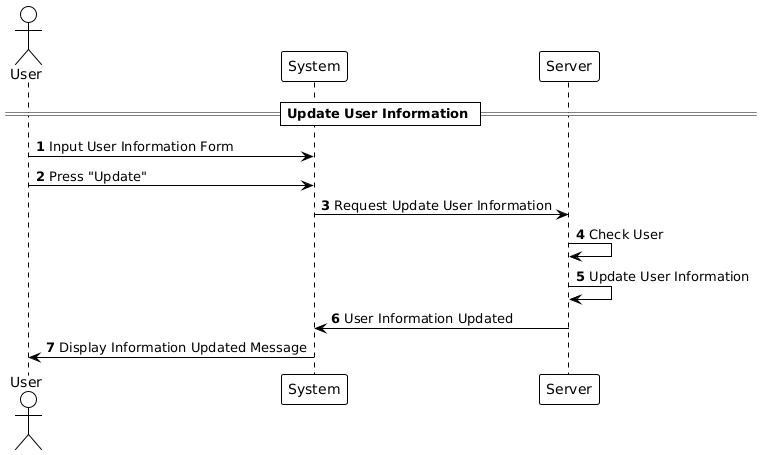 User
System
Server
Update User Information
1 Input User Information Form
2 Press "Update"
3 Request Update User Information
4 Check User
5 Update User Information
6 User Information Updated
7 Display Information Updated Message
User
System
Server